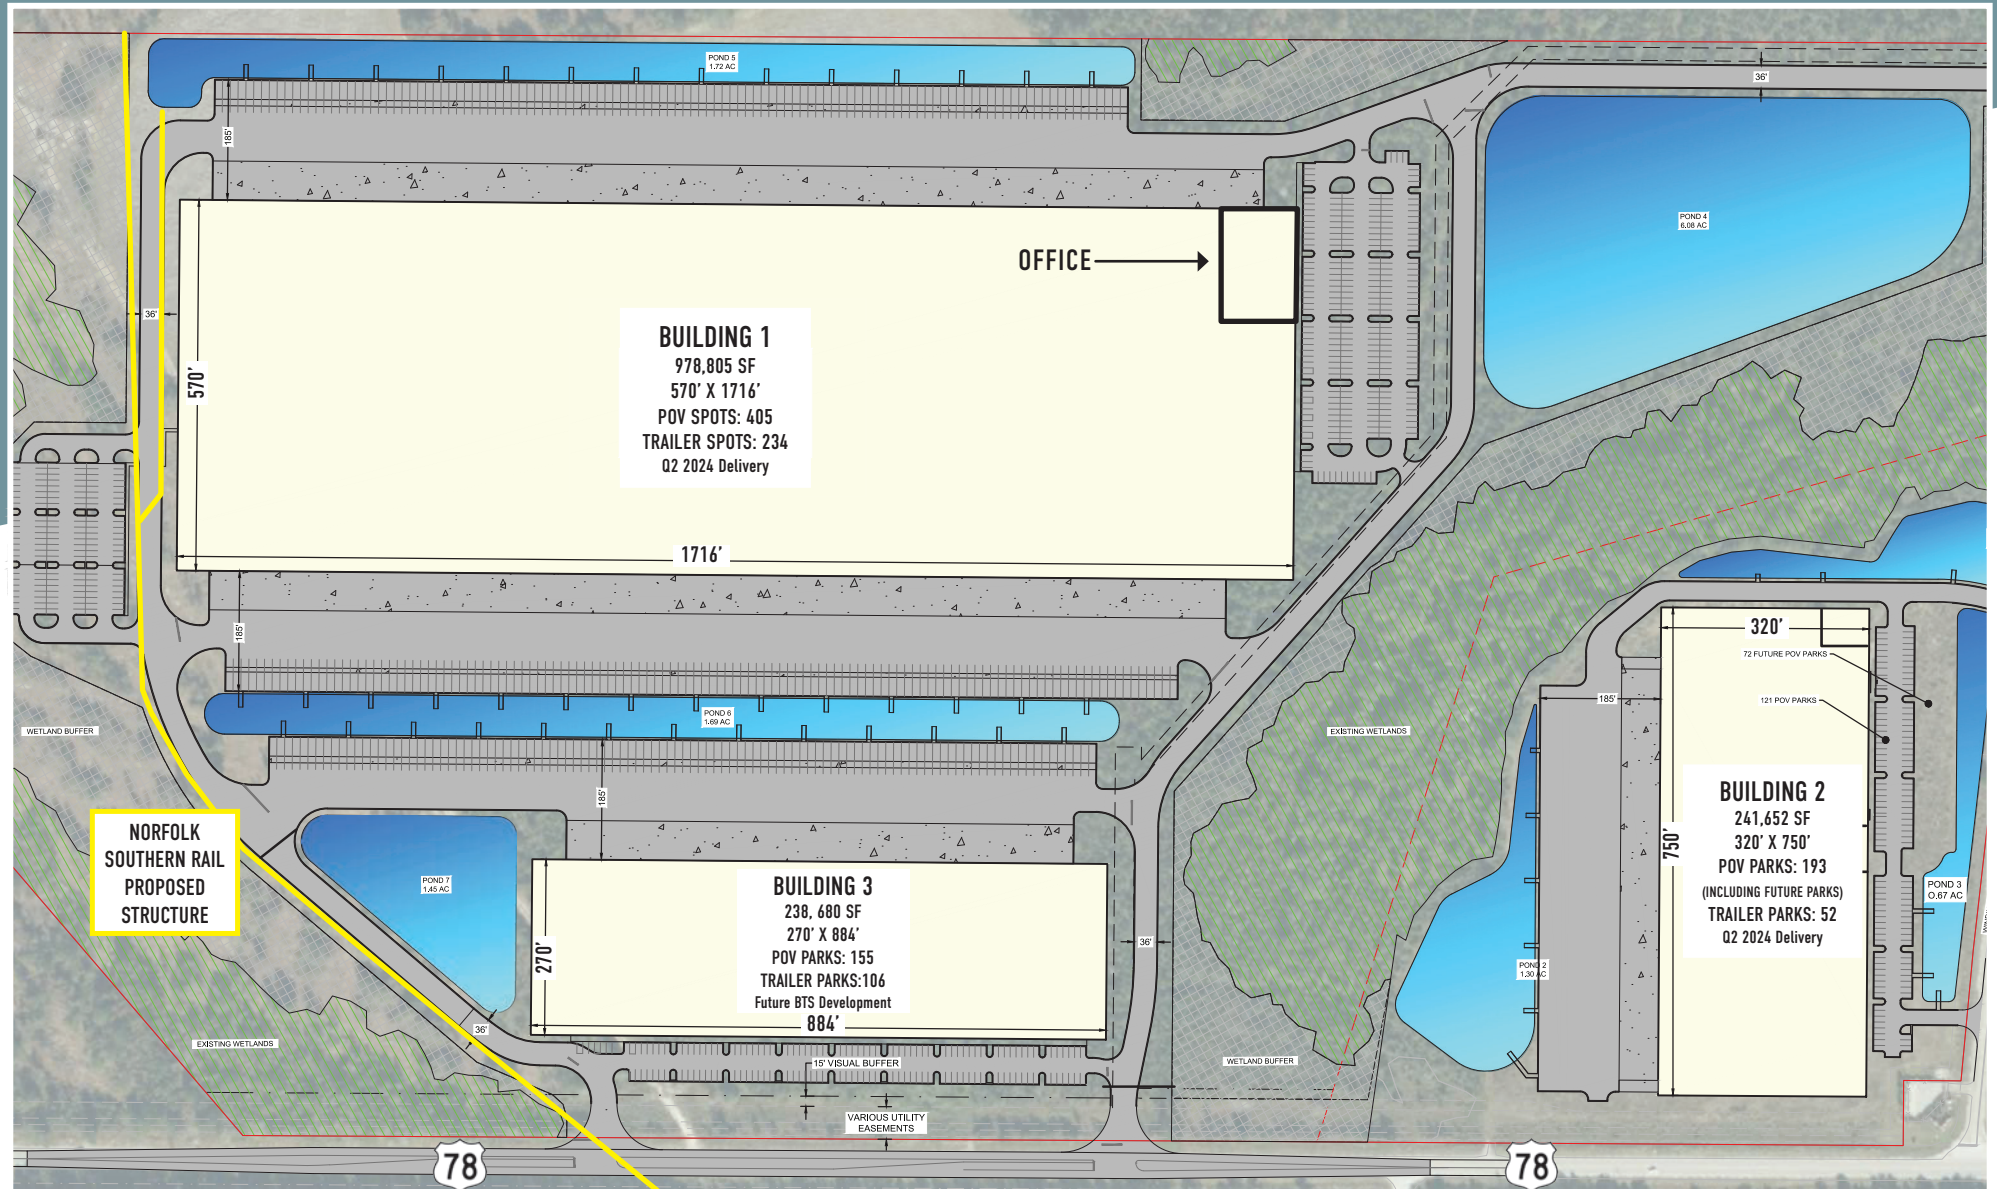 POND 5
1.72 AC
36'
185'
POND 4
6.08 AC
OFFICE
36'
570'
BUILDING 1
978,805 SF
570' X 1716'
POV SPOTS: 405
TRAILER SPOTS: 234
Q2 2024 Delivery
1716'
185'
320'
72 FUTURE POV PARKS
185'
121 POV PARKS
POND 6
1.69 AC
WETLAND BUFFER
EXISTING WETLANDS
185'
BUILDING 2
241,652 SF
320' X 750'
POV PARKS: 193
(INCLUDING FUTURE PARKS)
TRAILER PARKS: 52
Q2 2024 Delivery
750'
NORFOLK
SOUTHERN RAIL
PROPOSED
STRUCTURE
POND 7
1.45 AC
BUILDING 3
238, 680 SF
270' X 884'
POV PARKS: 155
TRAILER PARKS:106
Future BTS Development
884'
270'
POND 3
0.67 AC
36'
POND 2
1.30 AC
36'
EXISTING WETLANDS
15' VISUAL BUFFER
WETLAND BUFFER
VARIOUS UTILITY
EASEMENTS
78
78